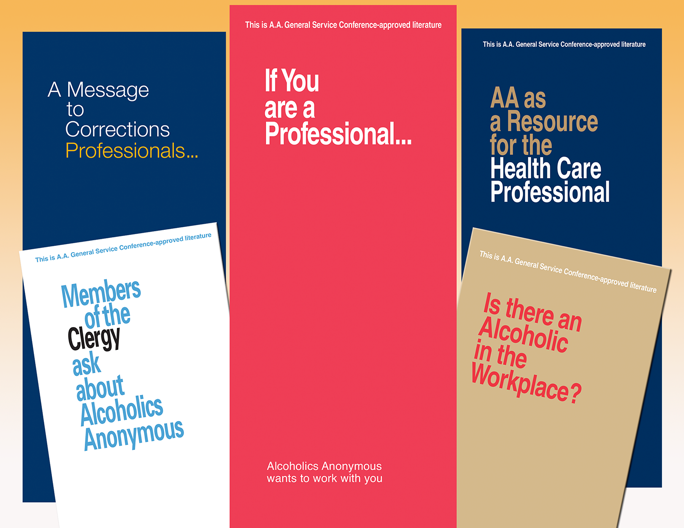 A Message
to
Corrections
Professionals...
This is A.A. General Service Conference-approved literature
Members
of the
Clergy
ask
about
Alcoholics
Anonymous
This is A.A. General Service Conference-approved literature
If You
are a
Professional...
Alcoholics Anonymous
wants to work with you
This is A.A. General Service Conference-approved literature
AA as
a Resource
for the
Health Care
Professional
This is A.A. General Service Conference-approved literature
Is there an
Alcoholic
in the
Workplace?